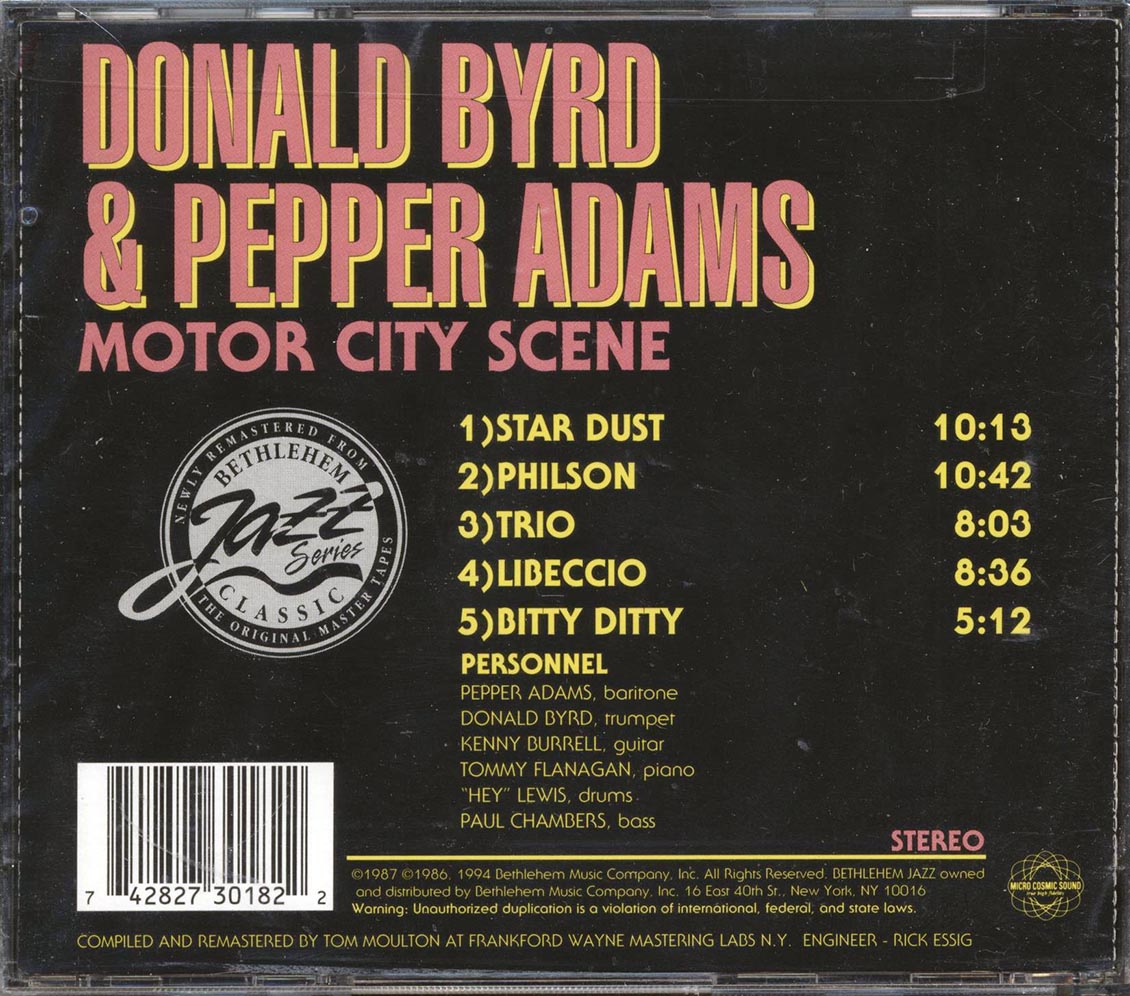 DONALD BYRD
& PEPPER ADAMS
MOTOR CITY SCENE
NEWLY REMASTERED FROM
BETHLEHEM
Jazz
Series
CLASSIC
THE ORIGINAL MASTER TAPES
1)STAR DUST 10:13
2)PHILSON 10:42
3)TRIO 8:03
4)LIBECCIO 8:36
5)BITTY DITTY 5:12
PERSONNEL
PEPPER ADAMS, baritone
DONALD BYRD, trumpet
KENNY BURRELL, guitar
TOMMY FLANAGAN, piano
"HEY" LEWIS, drums
PAUL CHAMBERS, bass
STEREO
7 42827 30182 2
©1987 ©1986, 1994 Bethlehem Music Company, Inc. All Rights Reserved. BETHLEHEM JAZZ owned
and distributed by Bethlehem Music Company, Inc. 16 East 40th St., New York, NY 10016
Warning: Unauthorized duplication is a violation of international, federal, and state laws.
MICRO COSMIC SOUND
true high fidelity
COMPILED AND REMASTERED BY TOM MOULTON AT FRANKFORD WAYNE MASTERING LABS N.Y. ENGINEER - RICK ESSIG